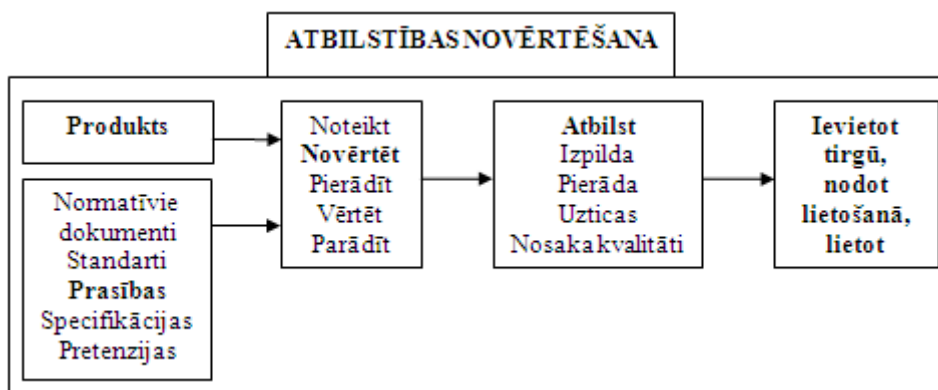 ATBILSTĪBAS NOVĒRTĒŠANA
Produkts
Normatīvie
dokumenti
Standarti
Prasības
Specifikācijas
Pretenzijas
Noteikt
Novērtēt
Pierādīt
Vērtēt
Parādīt
Atbilst
Izpilda
Pierāda
Uzticas
Nosaka kvalitāti
Ievietot
tirgū,
nodot
lietošanā,
lietot